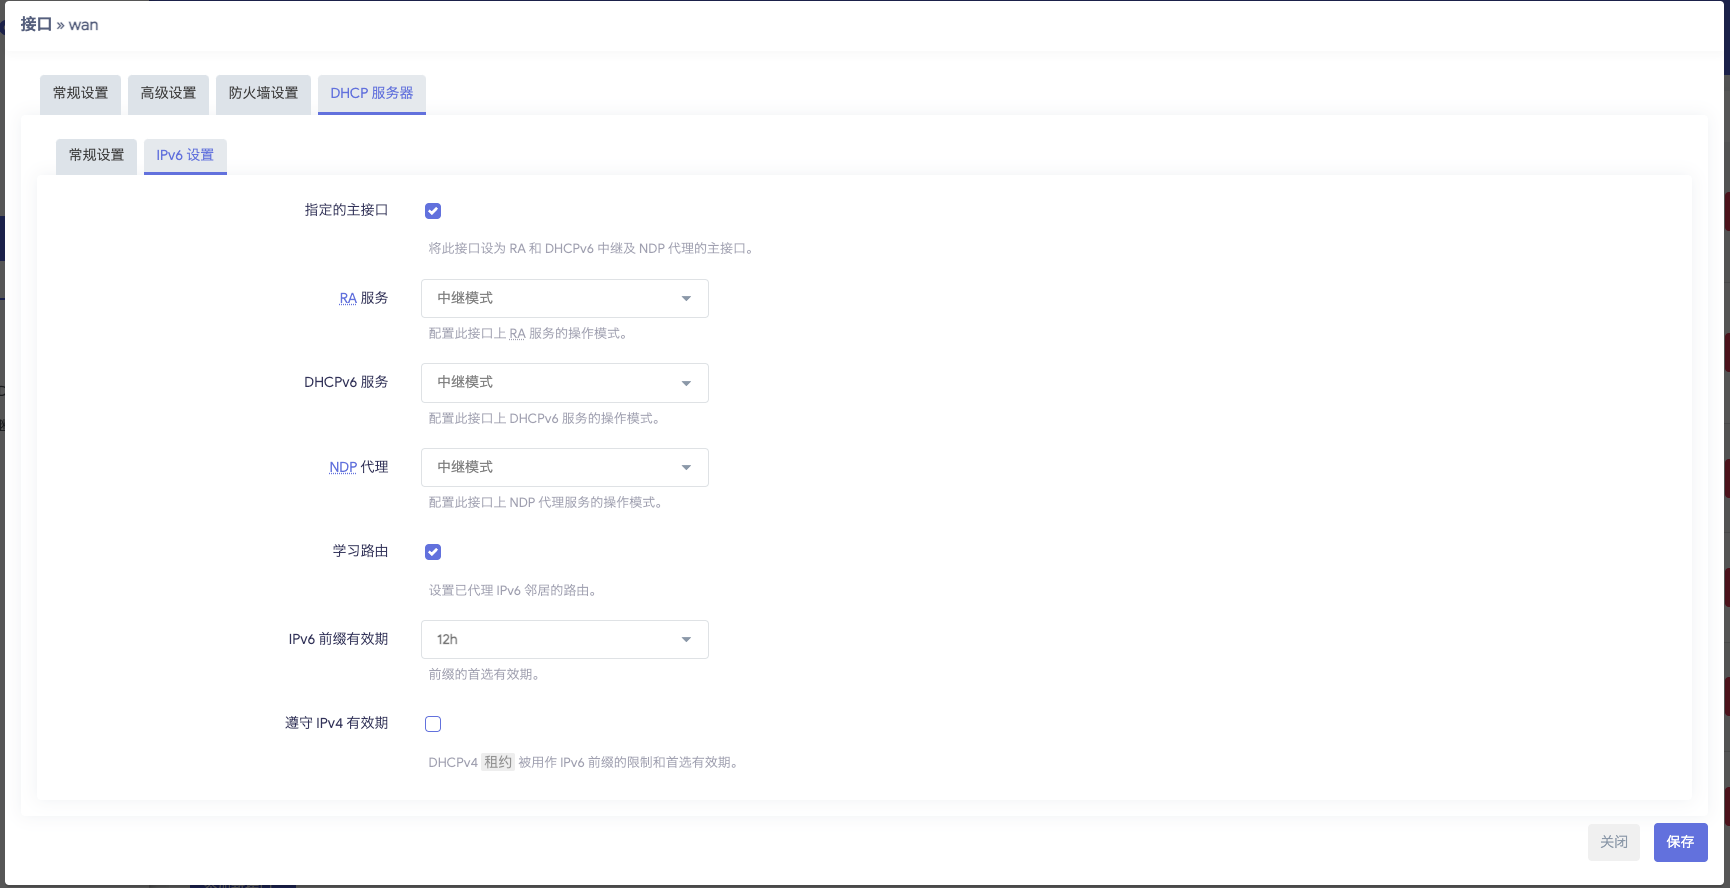 接口 » wan
常规设置 高级设置 防火墙设置 DHCP 服务器
常规设置 IPv6 设置
指定的主接口
将此接口设为 RA 和 DHCPv6 中继及 NDP 代理的主接口。
RA 服务 中继模式
配置此接口上 RA 服务的操作模式。
DHCPv6 服务 中继模式
配置此接口上 DHCPv6 服务的操作模式。
NDP 代理 中继模式
配置此接口上 NDP 代理服务的操作模式。
学习路由
设置已代理 IPv6 邻居的路由。
IPv6 前缀有效期 12h
前缀的首选有效期。
遵守 IPv4 有效期
DHCPv4 租约 被用作 IPv6 前缀的限制和首选有效期。
关闭 保存